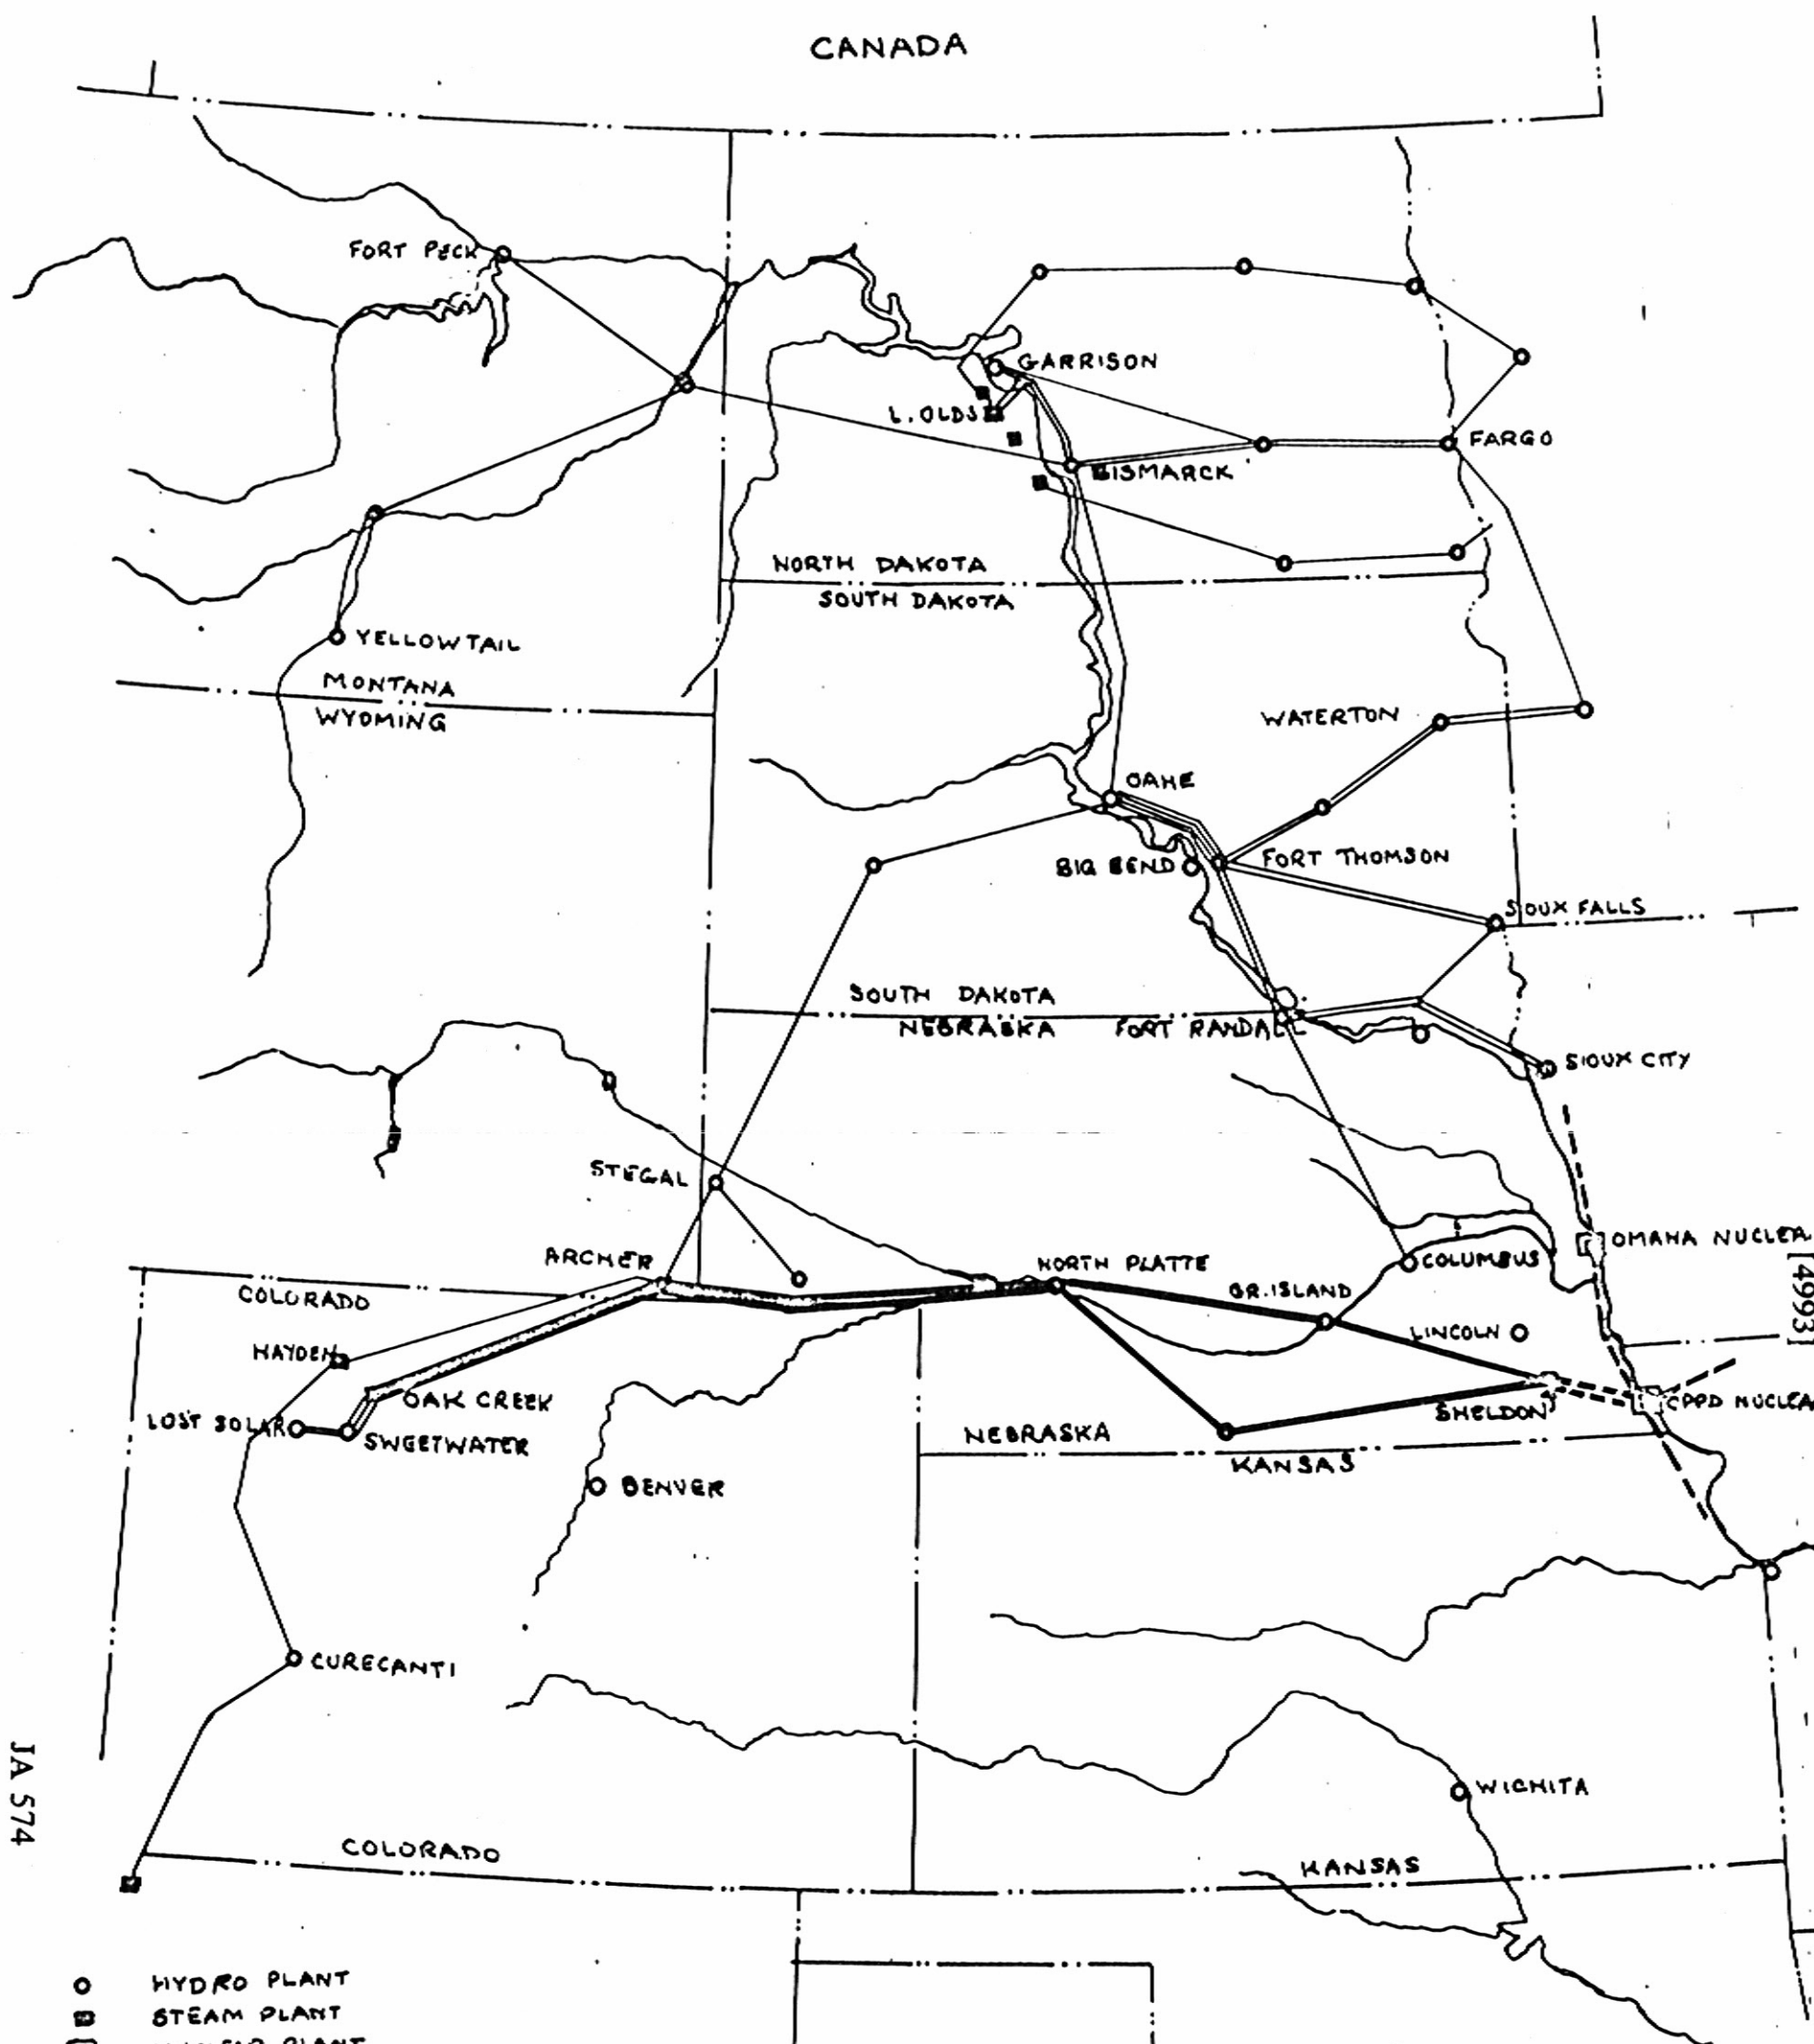 CANADA
FORT PECK
GARRISON
L. OLDS
FARGO
BISMARCK
NORTH DAKOTA
SOUTH DAKOTA
YELLOWTAIL
MONTANA
WYOMING
WATERTON
OAHE
BIG BEND
FORT THOMSON
SIOUX FALLS
SOUTH DAKOTA
NEBRASKA
FORT RANDALL
SIOUX CITY
STEGAL
ARCHER
NORTH PLATTE
COLUMBUS
OMAHA NUCLEA
[4993]
COLORADO
GR. ISLAND
LINCOLN
HAYDEN
OAK CREEK
LOST SOLAR
SWEETWATER
SHELDON
CPPD NUCLEA
NEBRASKA
KANSAS
DENVER
CURECANTI
WICHITA
JA 574
COLORADO
KANSAS
HYDRO PLANT
STEAM PLANT
PLANT